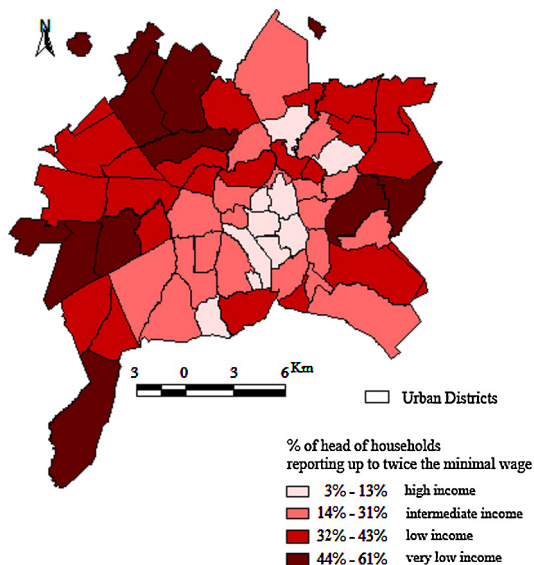 N
3 0 3 6 Km
Urban Districts
% of head of households
reporting up to twice the minimal wage
3% - 13% high income
14% - 31% intermediate income
32% - 43% low income
44% - 61% very low income